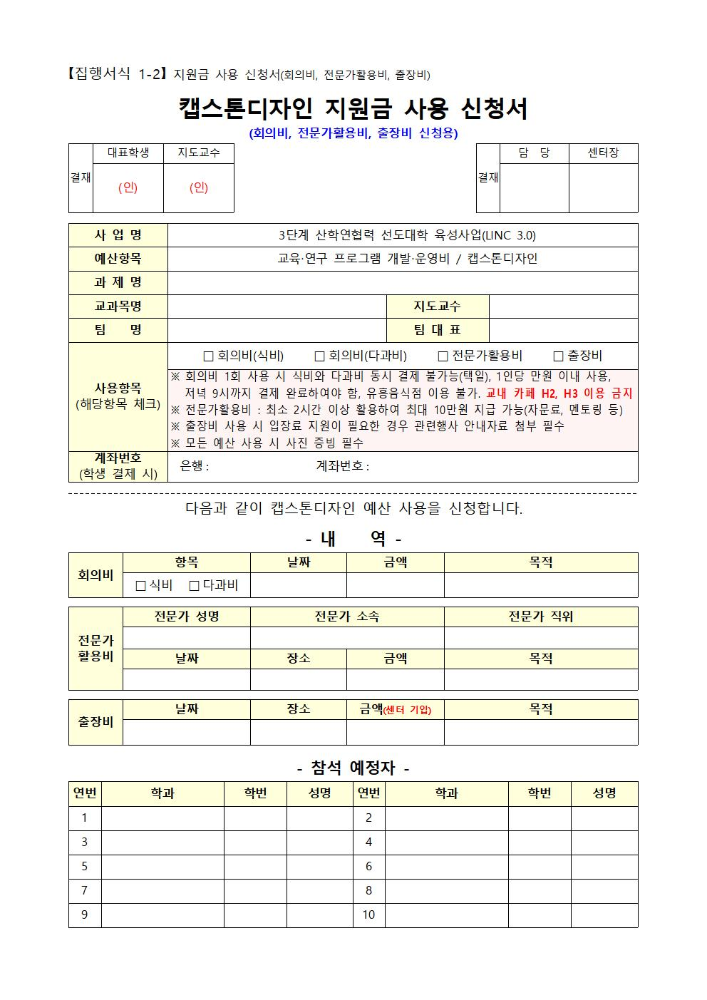 【집행서식 1-2】 지원금 사용 신청서(회의비, 전문가활용비, 출장비)
캡스톤디자인 지원금 사용 신청서
(회의비, 전문가활용비, 출장비 신청용)
결재 대표학생 지도교수
(인) (인)
결재 담 당 센터장
사 업 명 3단계 산학연협력 선도대학 육성사업(LINC 3.0)
예산항목 교육·연구 프로그램 개발·운영비 / 캡스톤디자인
과 제 명
교과목명 지도교수
팀 명 팀 대 표
사용항목
(해당항목 체크)
□ 회의비(식비) □ 회의비(다과비) □ 전문가활용비 □ 출장비
※ 회의비 1회 사용 시 식비와 다과비 동시 결제 불가능(택일), 1인당 만원 이내 사용,
저녁 9시까지 결제 완료하여야 함, 유흥음식점 이용 불가. 교내 카페 H2, H3 이용 금지
※ 전문가활용비 : 최소 2시간 이상 활용하여 최대 10만원 지급 가능(자문료, 멘토링 등)
※ 출장비 사용 시 입장료 지원이 필요한 경우 관련행사 안내자료 첨부 필수
※ 모든 예산 사용 시 사진 증빙 필수
계좌번호
(학생 결제 시)
은행 : 계좌번호 :
다음과 같이 캡스톤디자인 예산 사용을 신청합니다.
- 내 역 -
회의비 항목 날짜 금액 목적
□ 식비 □ 다과비
전문가
활용비
전문가 성명 전문가 소속 전문가 직위
날짜 장소 금액 목적
출장비 날짜 장소 금액(센터 기입) 목적
- 참석 예정자 -
연번 학과 학번 성명 연번 학과 학번 성명
1 2
3 4
5 6
7 8
9 10